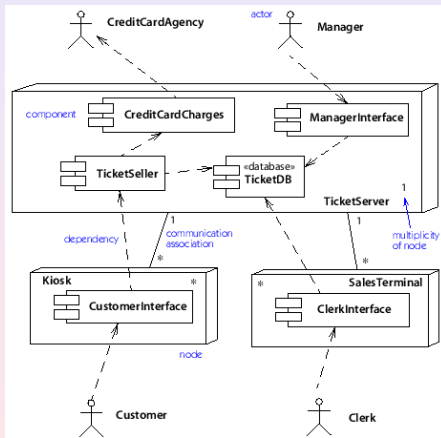 CreditCardAgency
actor
Manager
component
CreditCardCharges
ManagerInterface
TicketSeller
«database»
TicketDB
TicketServer
1
dependency
1
communication
association
1
multiplicity
of node
*
*
Kiosk
*
CustomerInterface
node
SalesTerminal
*
ClerkInterface
Customer
Clerk